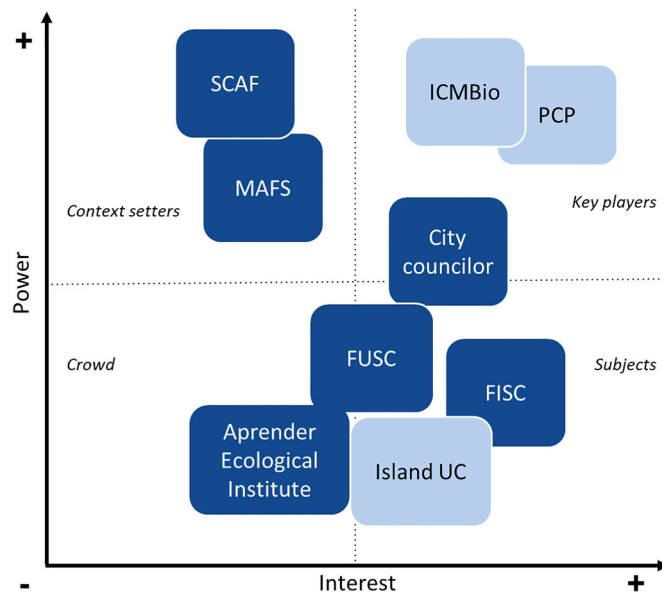 +
SCAF
ICMBio
PCP
MAFS
Context setters
Key players
City
councilor
Power
Crowd
FUSC
Subjects
FISC
Aprender
Ecological
Institute
Island UC
-
Interest
+